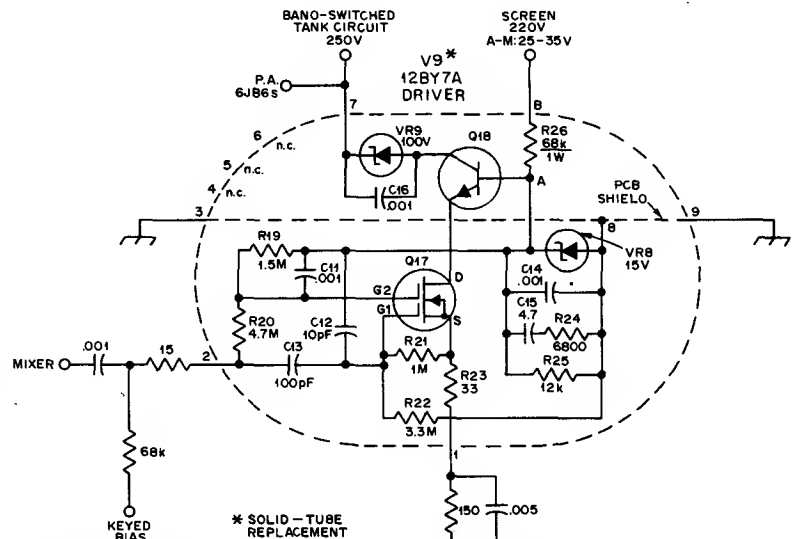 BANO-SWITCHED
TANK CIRCUIT
250V
SCREEN
220V
A-M:25-35V
V9*
12BY7A
DRIVER
P.A.
6JB6s
7
8
6
n.c.
5
n.c.
4
n.c.
VR9
100V
Q18
R26
68k
1W
C16
.001
A
PCB
SHIELO
3
9
B
R19
1.5M
C11
.001
Q17
D
VR8
15V
C14
.001
G2
G1
S
C12
10pF
C15
4.7
R24
6800
R20
4.7M
R21
1M
R25
12k
MIXER
.001
15
2
C13
100pF
R23
33
R22
3.3M
68k
1
KEYED
BIAS
* SOLID-TUBE
REPLACEMENT
150
.005